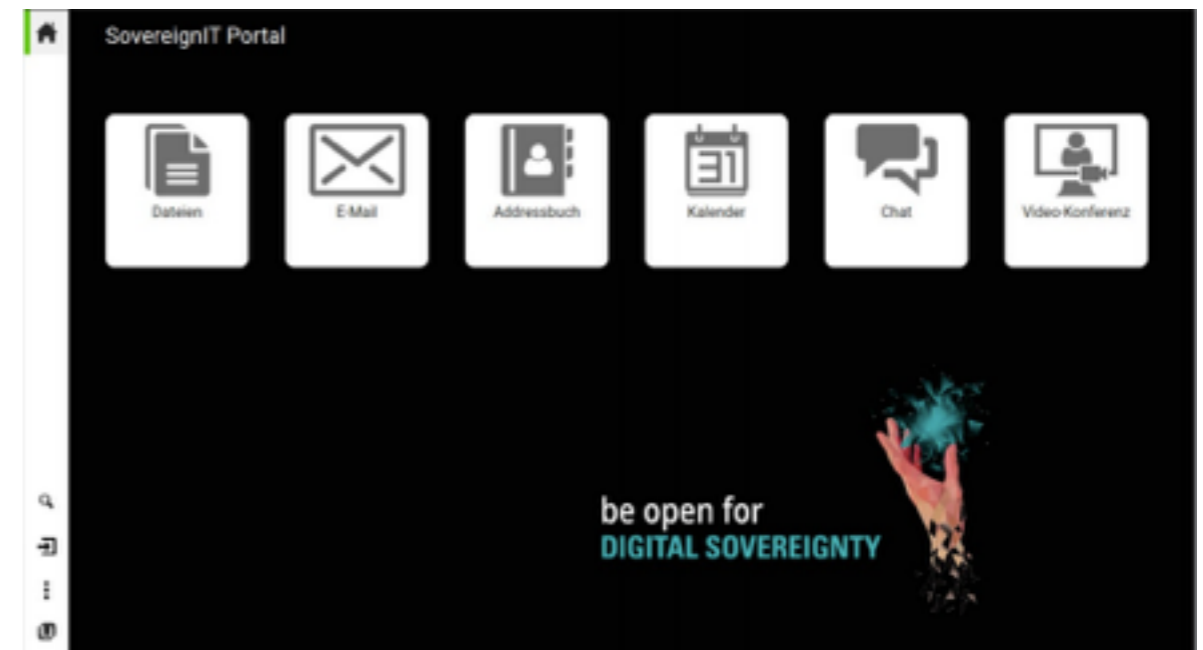 SovereignIT Portal
Dateien
E-Mail
Addressbuch
31
Kalender
Chat
Video-Konferenz
be open for
DIGITAL SOVEREIGNTY